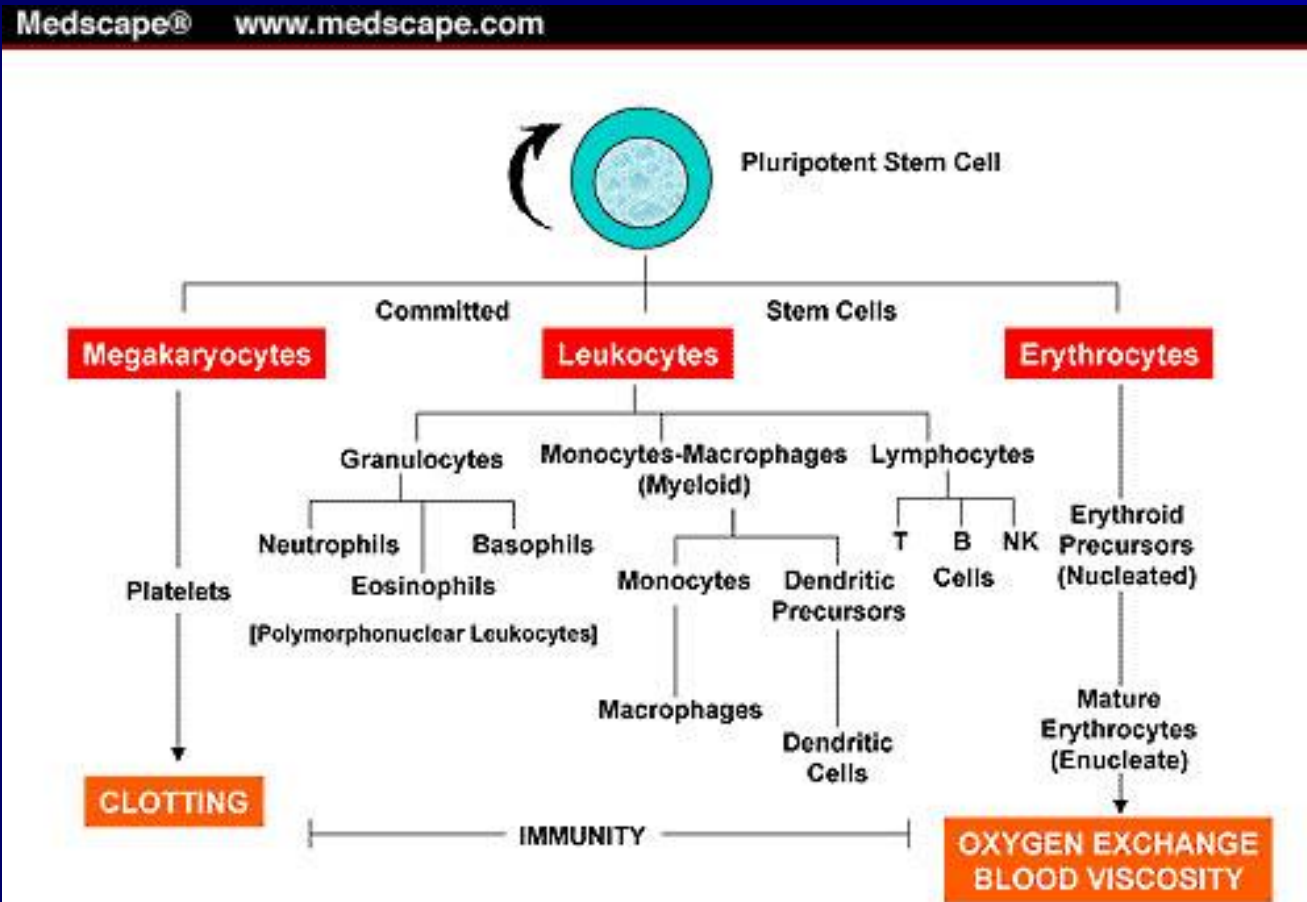 Medscape® www.medscape.com
Pluripotent Stem Cell
Committed Stem Cells
Megakaryocytes Leukocytes Erythrocytes
Granulocytes
Monocytes-Macrophages
(Myeloid)
Lymphocytes
Neutrophils
Eosinophils
Basophils
[Polymorphonuclear Leukocytes]
Monocytes
Dendritic
Precursors
T B NK
Cells
Erythroid
Precursors
(Nucleated)
Platelets
Macrophages
Dendritic
Cells
Mature
Erythrocytes
(Enucleate)
CLOTTING
IMMUNITY
OXYGEN EXCHANGE
BLOOD VISCOSITY